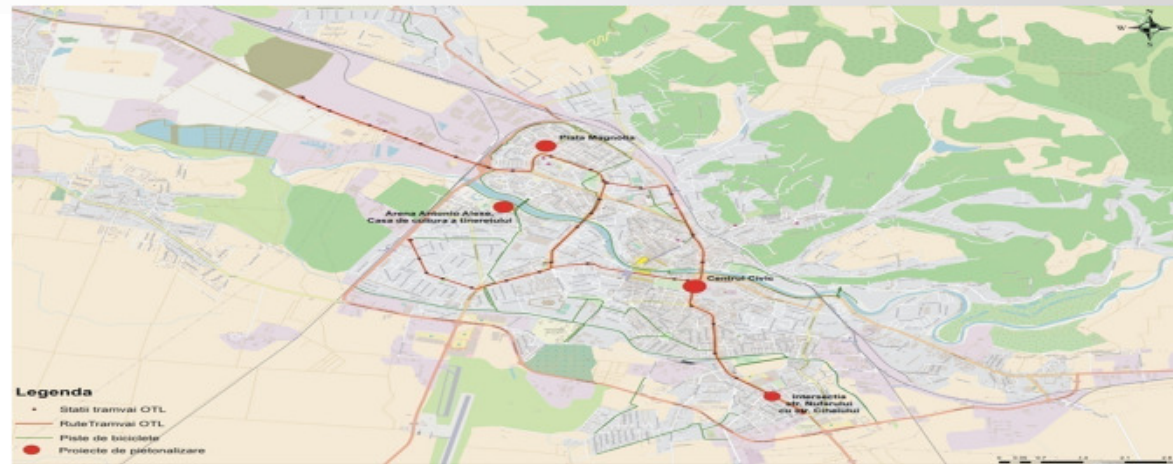 Piata Magnolia
Arena Antonio Alexe,
Casa de cultura a tineretului
Centrul Civic
Intersectia
str. Nufarului
cu str. Cihelului
Legenda
Statii tramvai OTL
RuteTramvai OTL
Piste de biciclete
Proiecte de pietonalizare